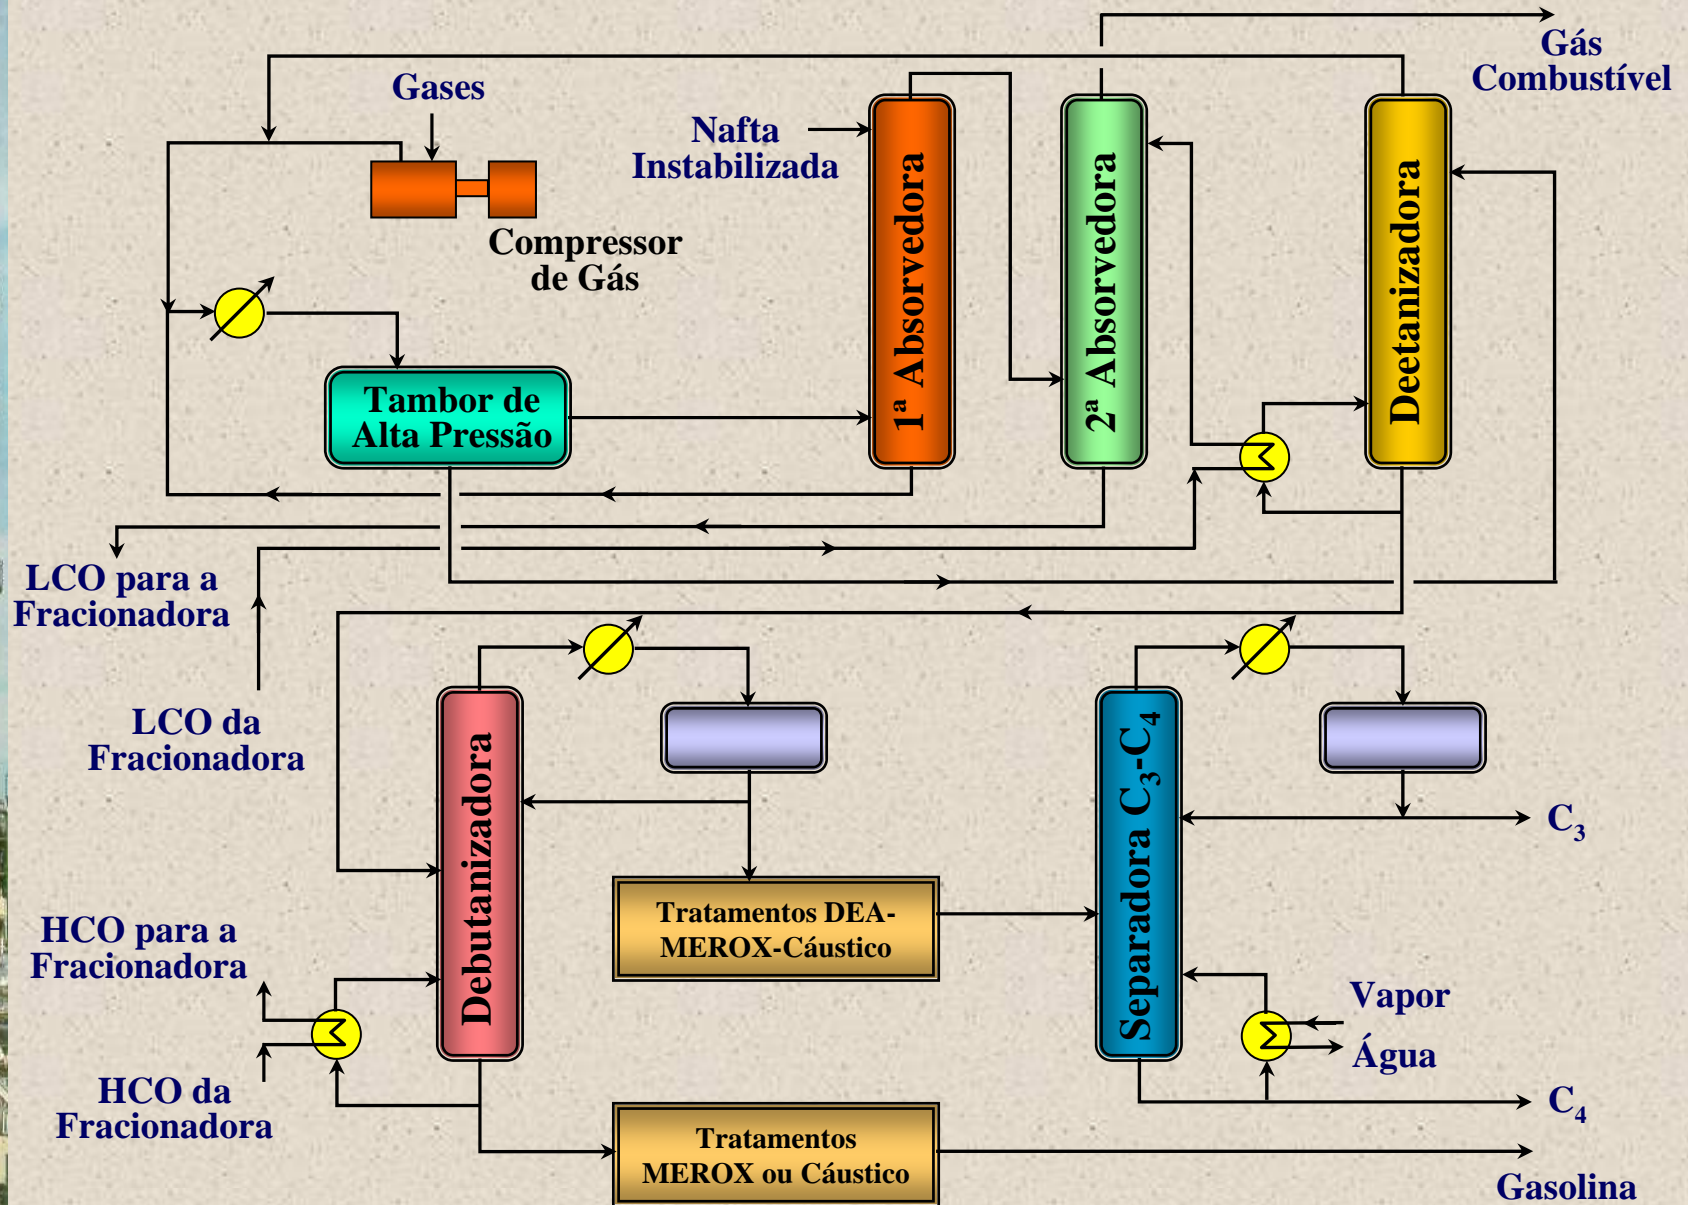 Gás
Combustível
Gases
Nafta
Instabilizada
Compressor
de Gás
1ª Absorvedora
2ª Absorvedora
Deetanizadora
Tambor de
Alta Pressão
LCO para a
Fracionadora
LCO da
Fracionadora
Debutanizadora
Separadora C₃-C₄
C₃
Tratamentos DEA-
MEROX-Cáustico
HCO para a
Fracionadora
Vapor
Água
HCO da
Fracionadora
C₄
Tratamentos
MEROX ou Cáustico
Gasolina